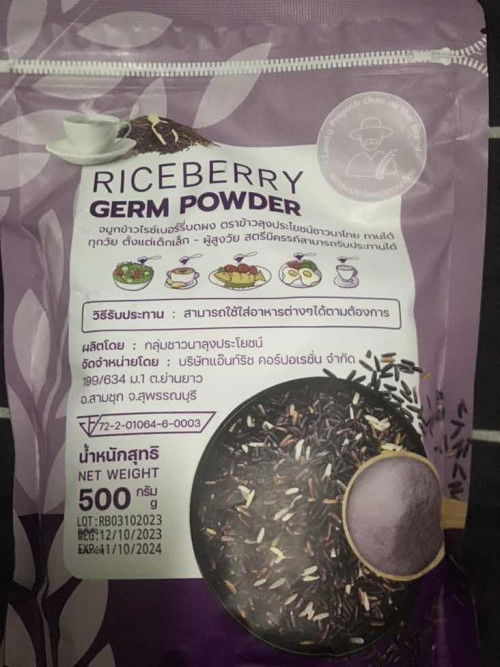 Loong Prayoch Chao na thai Brand
RICEBERRY
GERM POWDER
จมูกข้าวไรซ์เบอร์รี่บดผง ตราข้าวลุงประโยชน์ชาวนาไทย ทานได้
ทุกวัย ตั้งแต่เด็กเล็ก - ผู้สูงวัย สตรีมีครรภ์สามารถรับประทานได้
วิธีรับประทาน : สามารถใช้ใส่อาหารต่างๆได้ตามต้องการ
ผลิตโดย : กลุ่มชาวนาลุงประโยชน์
จัดจำหน่ายโดย : บริษัทแอ๊นท์ริช คอร์ปอเรชั่น จำกัด
199/634 ม.1 ต.ย่านยาว
อ.สามชุก จ.สุพรรณบุรี
72-2-01064-6-0003
น้ำหนักสุทธิ
NET WEIGHT
500 กรัม g
LOT:RB03102023
12/10/2023
EXP:11/10/2024